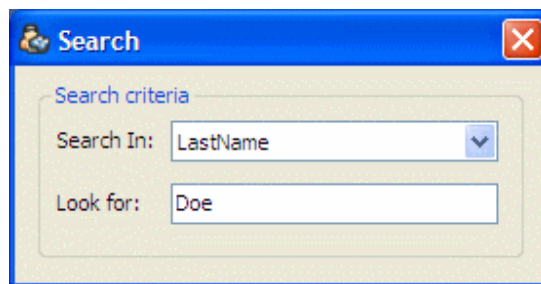 Search
Search criteria
Search In: LastName
Look for: Doe